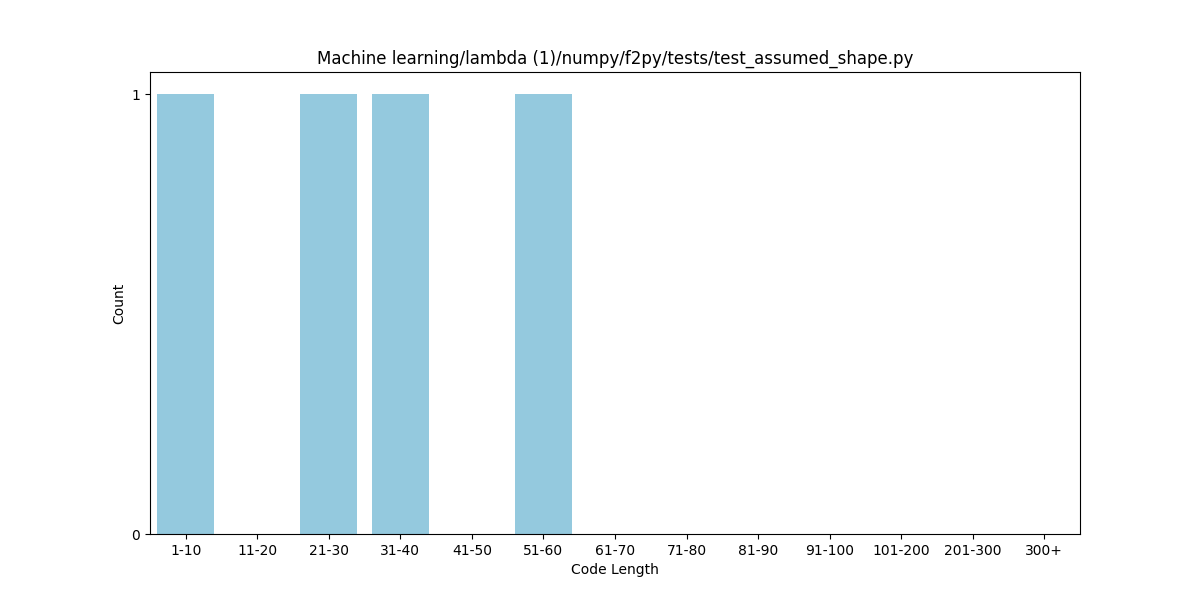 Machine learning/lambda (1)/numpy/f2py/tests/test_assumed_shape.py
1
Count
0
1-10 11-20 21-30 31-40 41-50 51-60 61-70 71-80 81-90 91-100 101-200 201-300 300+
Code Length